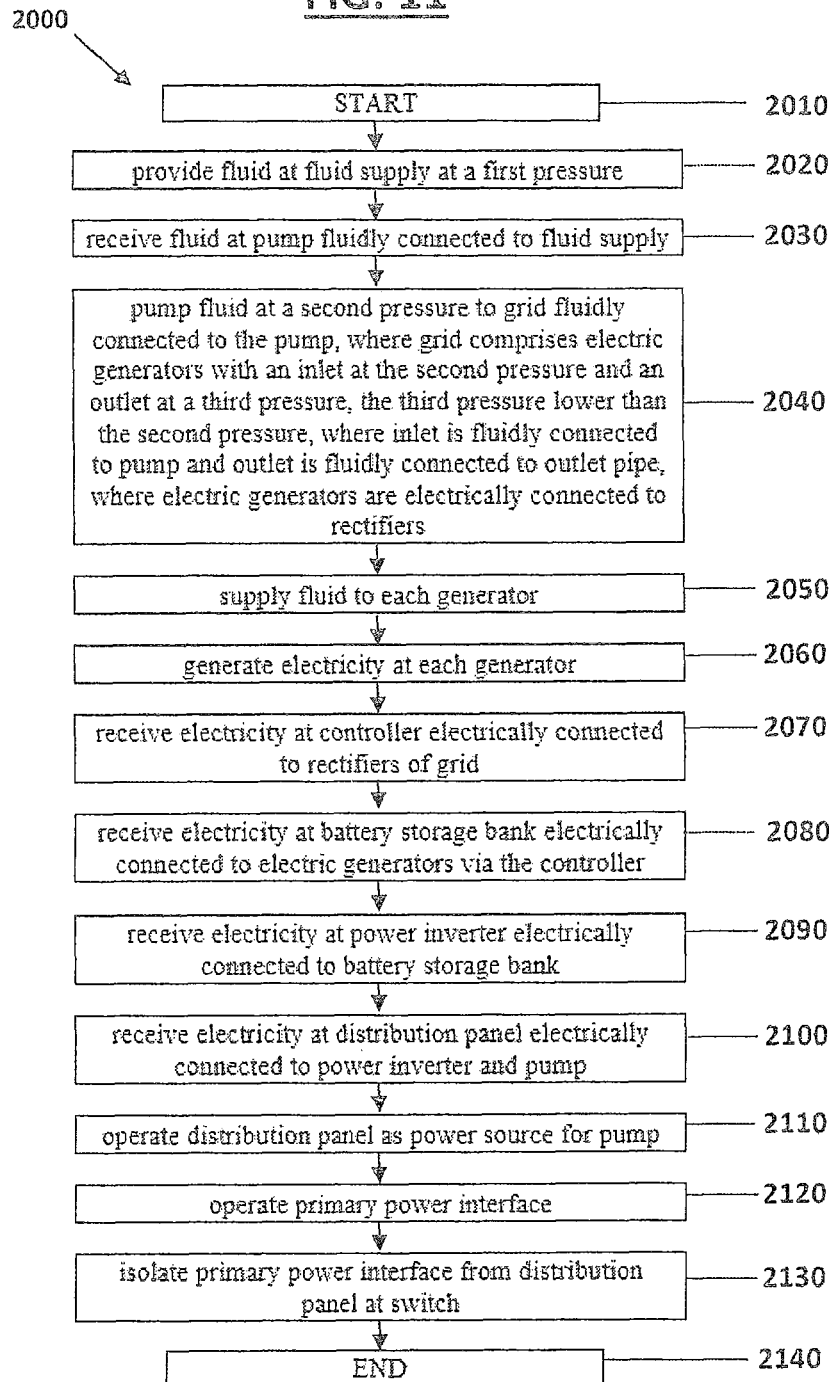 FIG. 11
2000
START
2010
provide fluid at fluid supply at a first pressure
2020
receive fluid at pump fluidly connected to fluid supply
2030
pump fluid at a second pressure to grid fluidly
connected to the pump, where grid comprises electric
generators with an inlet at the second pressure and an
outlet at a third pressure, the third pressure lower than
the second pressure, where inlet is fluidly connected
to pump and outlet is fluidly connected to outlet pipe,
where electric generators are electrically connected to
rectifiers
2040
supply fluid to each generator
2050
generate electricity at each generator
2060
receive electricity at controller electrically connected
to rectifiers of grid
2070
receive electricity at battery storage bank electrically
connected to electric generators via the controller
2080
receive electricity at power inverter electrically
connected to battery storage bank
2090
receive electricity at distribution panel electrically
connected to power inverter and pump
2100
operate distribution panel as power source for pump
2110
operate primary power interface
2120
isolate primary power interface from distribution
panel at switch
2130
END
2140